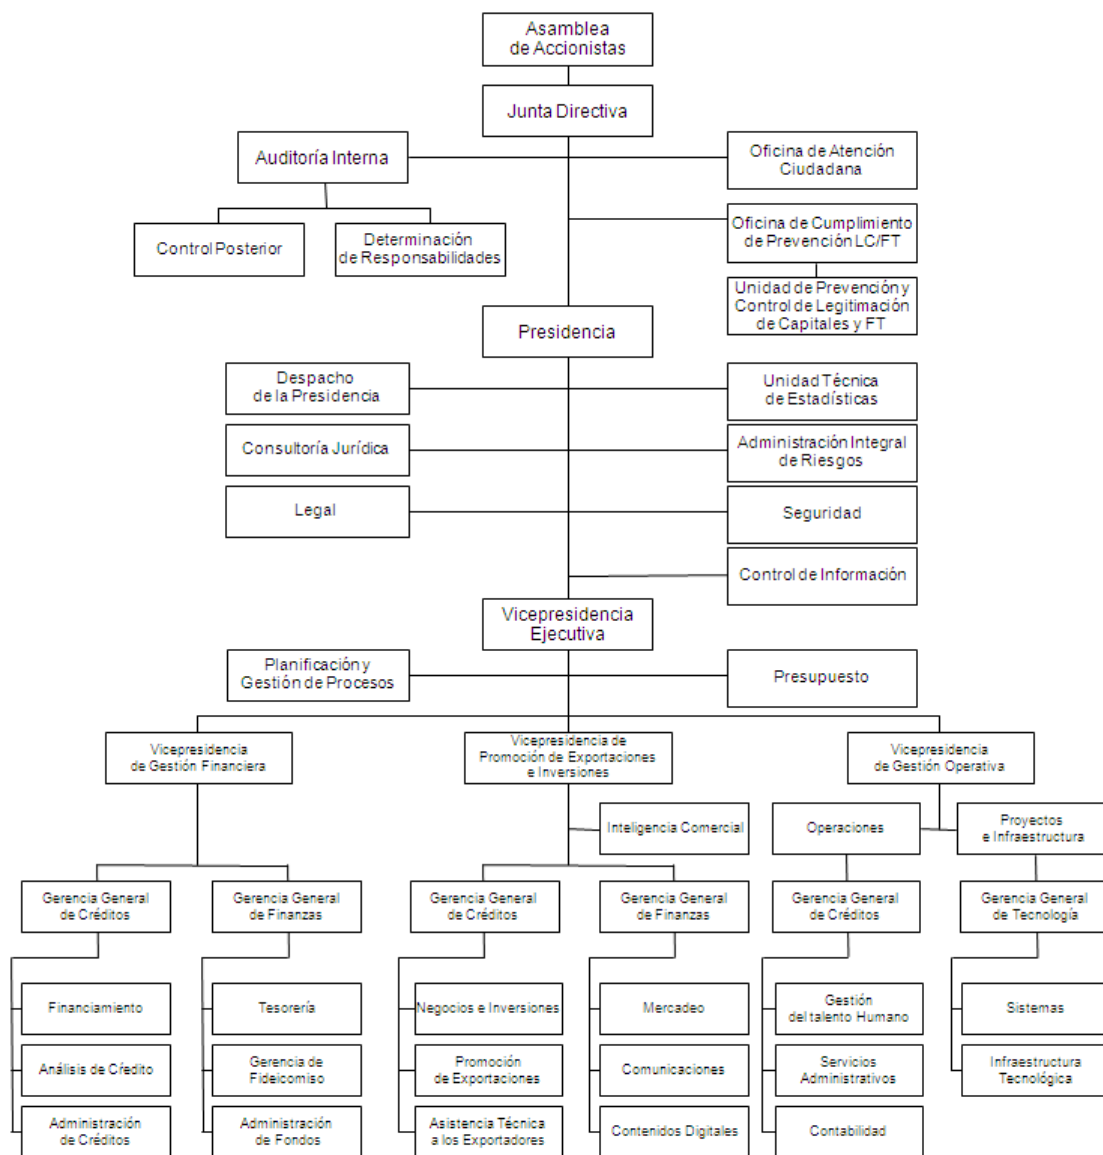 Asamblea
de Accionistas
Junta Directiva
Auditoría Interna
Oficina de Atención
Ciudadana
Control Posterior
Determinación
de Responsabilidades
Oficina de Cumplimiento
de Prevención LC/FT
Unidad de Prevención y
Control de Legitimación
de Capitales y FT
Presidencia
Despacho
de la Presidencia
Unidad Técnica
de Estadísticas
Consultoría Jurídica
Administración Integral
de Riesgos
Legal
Seguridad
Control de Información
Vicepresidencia
Ejecutiva
Planificación y
Gestión de Procesos
Presupuesto
Vicepresidencia
de Gestión Financiera
Vicepresidencia de
Promoción de Exportaciones
e Inversiones
Vicepresidencia
de Gestión Operativa
Inteligencia Comercial
Operaciones
Proyectos
e Infraestructura
Gerencia General
de Créditos
Gerencia General
de Finanzas
Gerencia General
de Créditos
Gerencia General
de Finanzas
Gerencia General
de Créditos
Gerencia General
de Tecnología
Financiamiento
Tesorería
Negocios e Inversiones
Mercadeo
Gestión
del talento Humano
Sistemas
Análisis de Crédito
Gerencia de
Fideicomiso
Promoción
de Exportaciones
Comunicaciones
Servicios
Administrativos
Infraestructura
Tecnológica
Administración
de Créditos
Administración
de Fondos
Asistencia Técnica
a los Exportadores
Contenidos Digitales
Contabilidad